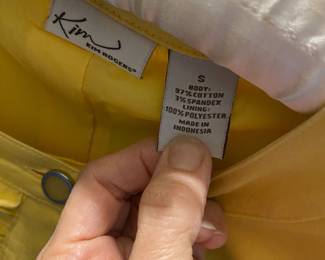 Kim
KIM ROGERS®
S
BODY:
97% COTTON
3% SPANDEX
LINING:
100% POLYESTER
MADE IN
INDONESIA